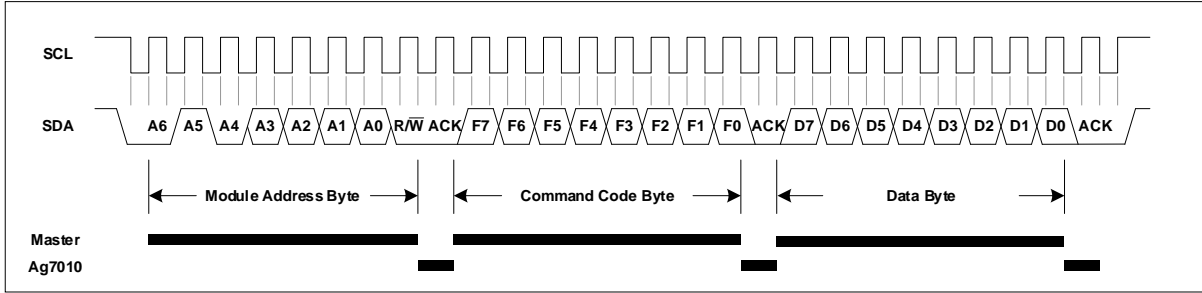 SCL
SDA A6 A5 A4 A3 A2 A1 A0 R/W̅ ACK F7 F6 F5 F4 F3 F2 F1 F0 ACK D7 D6 D5 D4 D3 D2 D1 D0 ACK
Module Address Byte Command Code Byte Data Byte
Master
Ag7010